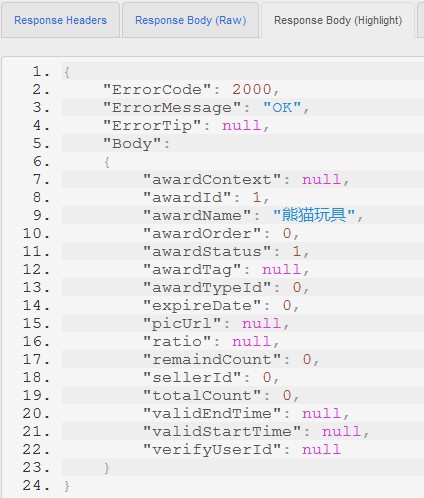 Response Headers
Response Body (Raw)
Response Body (Highlight)
1. {
2. "ErrorCode": 2000,
3. "ErrorMessage": "OK",
4. "ErrorTip": null,
5. "Body":
6. {
7. "awardContext": null,
8. "awardId": 1,
9. "awardName": "熊猫玩具",
10. "awardOrder": 0,
11. "awardStatus": 1,
12. "awardTag": null,
13. "awardTypeId": 0,
14. "expireDate": 0,
15. "picUrl": null,
16. "ratio": null,
17. "remaindCount": 0,
18. "sellerId": 0,
19. "totalCount": 0,
20. "validEndTime": null,
21. "validStartTime": null,
22. "verifyUserId": null
23. }
24. }